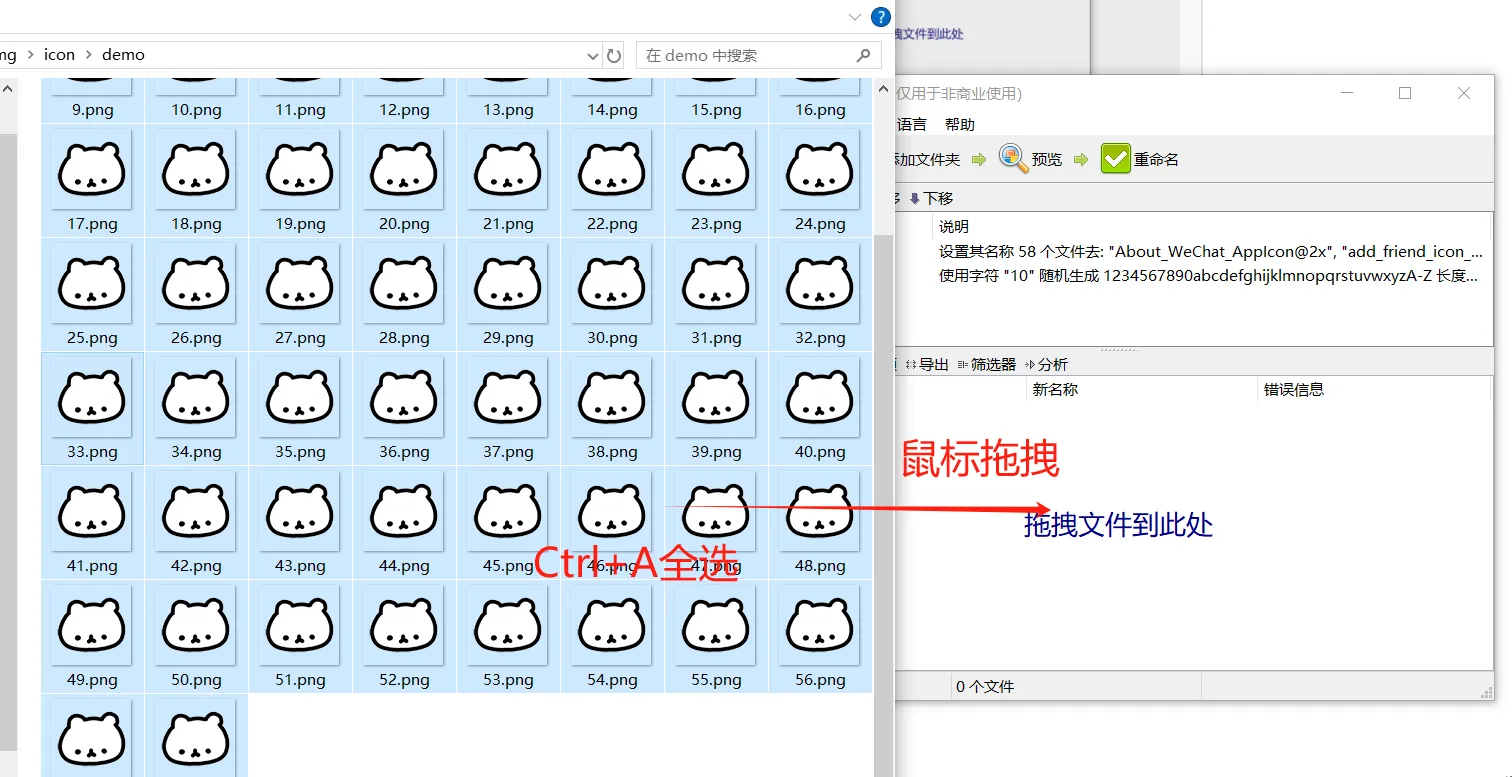 拽文件到此处
ng > icon > demo
在 demo 中搜索
9.png 10.png 11.png 12.png 13.png 14.png 15.png 16.png
17.png 18.png 19.png 20.png 21.png 22.png 23.png 24.png
25.png 26.png 27.png 28.png 29.png 30.png 31.png 32.png
33.png 34.png 35.png 36.png 37.png 38.png 39.png 40.png
41.png 42.png 43.png 44.png 45.png 46.png 47.png 48.png
Ctrl+A全选
49.png 50.png 51.png 52.png 53.png 54.png 55.png 56.png
仅用于非商业使用)
语言 帮助
加文件夹 预览 重命名
下移
说明
设置其名称 58 个文件去: "About_WeChat_AppIcon@2x", "add_friend_icon_...
使用字符 "10" 随机生成 1234567890abcdefghijklmnopqrstuvwxyzA-Z 长度...
导出 筛选器 分析
新名称 错误信息
鼠标拖拽
拖拽文件到此处
0 个文件